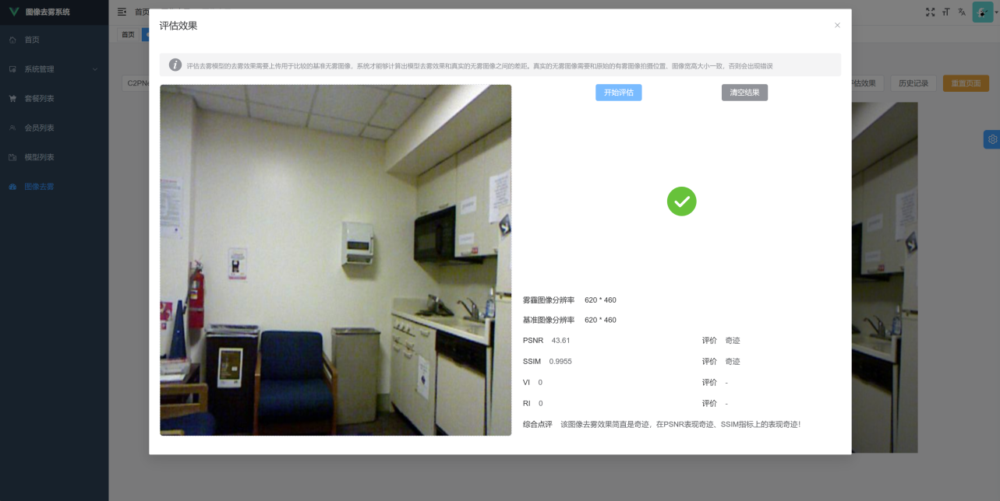 图像去雾系统
首页
首页
系统管理
套餐列表
会员列表
模型列表
图像去雾
首页
C2PNe
估效果
历史记录
重置页面
评估效果
评估去雾模型的去雾效果需要上传用于比较的基准无雾图像，系统才能够计算出模型去雾效果和真实的无雾图像之间的差距。真实的无雾图像需要和原始的有雾图像拍摄位置、图像宽高大小一致，否则会出现错误
开始评估
清空结果
雾霾图像分辨率 620 * 460
基准图像分辨率 620 * 460
PSNR 43.61 评价 奇迹
SSIM 0.9955 评价 奇迹
VI 0 评价 -
RI 0 评价 -
综合点评 该图像去雾效果简直是奇迹，在PSNR表现奇迹、SSIM指标上的表现奇迹！